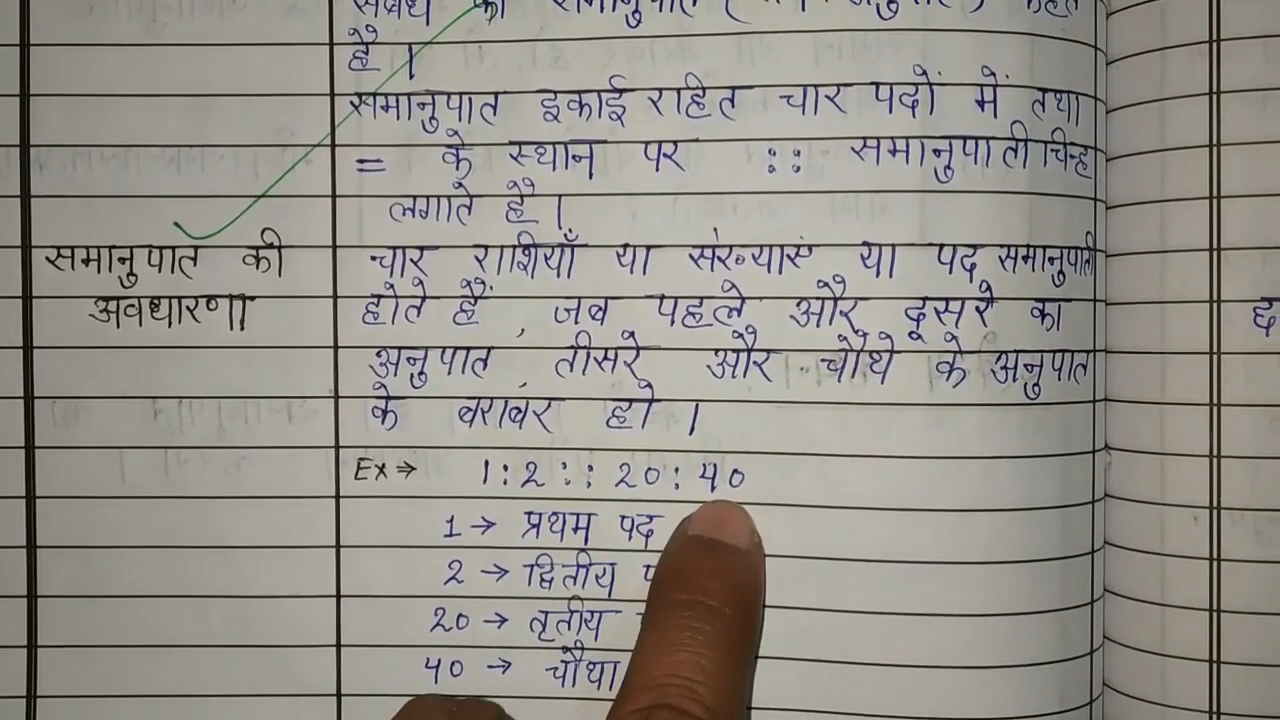 है ।
समानुपात इकाई रहित चार पदों में तथा
= के स्थान पर :: समानुपाती चिन्ह
लगाते है ।
समानुपात की
अवधारणा
चार राशियाँ या संख्याएं या पद समानुपाती
होते हैं , जब पहले और दूसरे का
अनुपात , तीसरे और चौथे के अनुपात
के बराबर हो ।
Ex → 1 : 2 :: 20 : 40
1 → प्रथम पद
2 → द्वितीय
20 → तृतीय
40 → चौथा